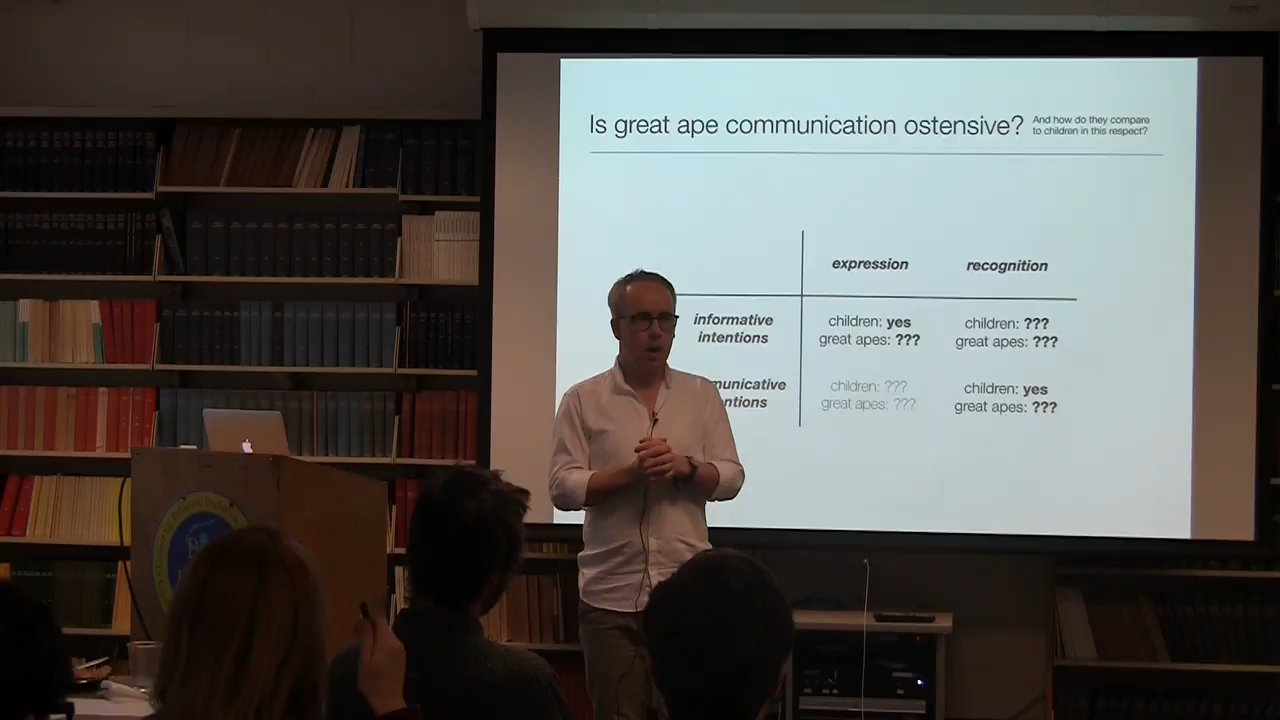 Is great ape communication ostensive?
And how do they compare
to children in this respect?
expression
recognition
informative
intentions
children: yes
great apes: ???
children: ???
great apes: ???
municative
ntions
children: ???
great apes: ???
children: yes
great apes: ???